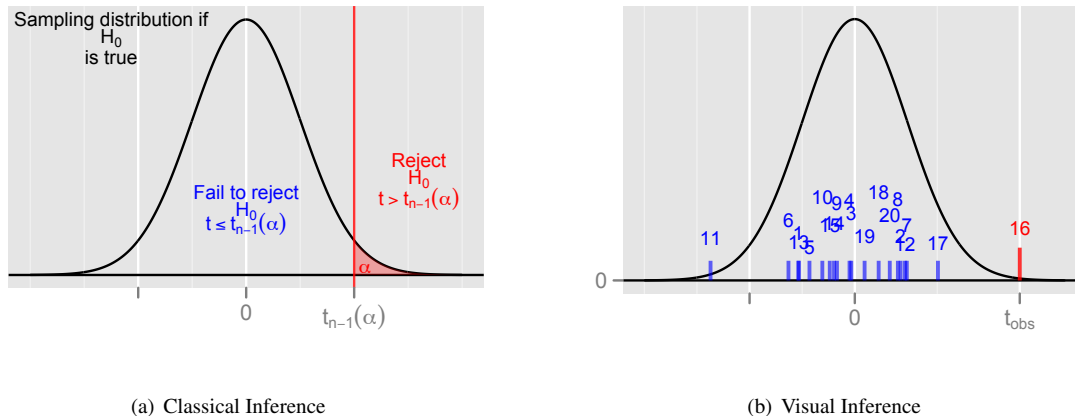 Sampling distribution if
H₀
is true
Reject
H₀
t > tₙ₋₁(α)
Fail to reject
H₀
t ≤ tₙ₋₁(α)
α
0
tₙ₋₁(α)
(a) Classical Inference
18
10
8
9
4
16
3
20
6
14
15
7
1
2
19
11
13
12
17
5
0
0
t_obs
(b) Visual Inference